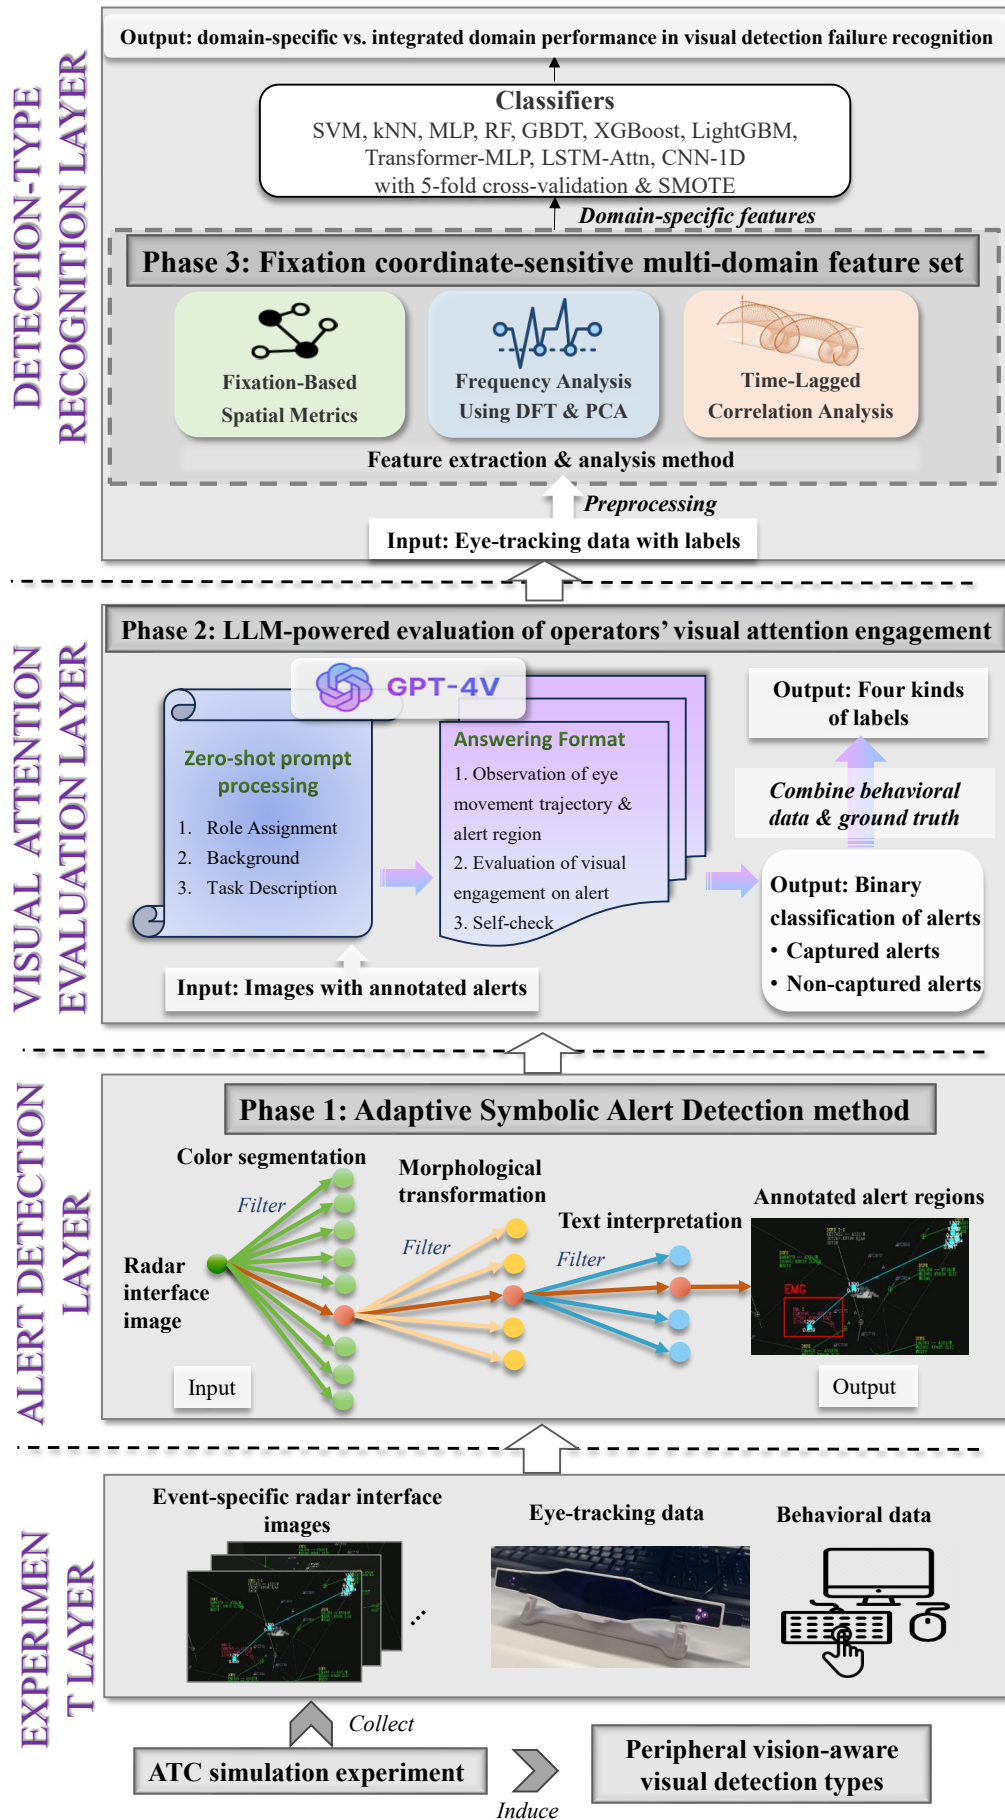 DETECTION-TYPE
RECOGNITION LAYER
Output: domain-specific vs. integrated domain performance in visual detection failure recognition
Classifiers
SVM, kNN, MLP, RF, GBDT, XGBoost, LightGBM,
Transformer-MLP, LSTM-Attn, CNN-1D
with 5-fold cross-validation & SMOTE
Domain-specific features
Phase 3: Fixation coordinate-sensitive multi-domain feature set
Fixation-Based
Spatial Metrics
Frequency Analysis
Using DFT & PCA
Time-Lagged
Correlation Analysis
Feature extraction & analysis method
Preprocessing
Input: Eye-tracking data with labels
VISUAL ATTENTION
EVALUATION LAYER
Phase 2: LLM-powered evaluation of operators' visual attention engagement
GPT-4V
Zero-shot prompt
processing
1. Role Assignment
2. Background
3. Task Description
Answering Format
1. Observation of eye
movement trajectory &
alert region
2. Evaluation of visual
engagement on alert
3. Self-check
Output: Four kinds
of labels
Combine behavioral
data & ground truth
Output: Binary
classification of alerts
• Captured alerts
• Non-captured alerts
Input: Images with annotated alerts
ALERT DETECTION
LAYER
Phase 1: Adaptive Symbolic Alert Detection method
Color segmentation
Filter
Morphological
transformation
Filter
Text interpretation
Filter
Annotated alert regions
Radar
interface
image
EMG
Input
Output
EXPERIMEN
T LAYER
Event-specific radar interface
images
Eye-tracking data
Behavioral data
...
Collect
ATC simulation experiment
Induce
Peripheral vision-aware
visual detection types